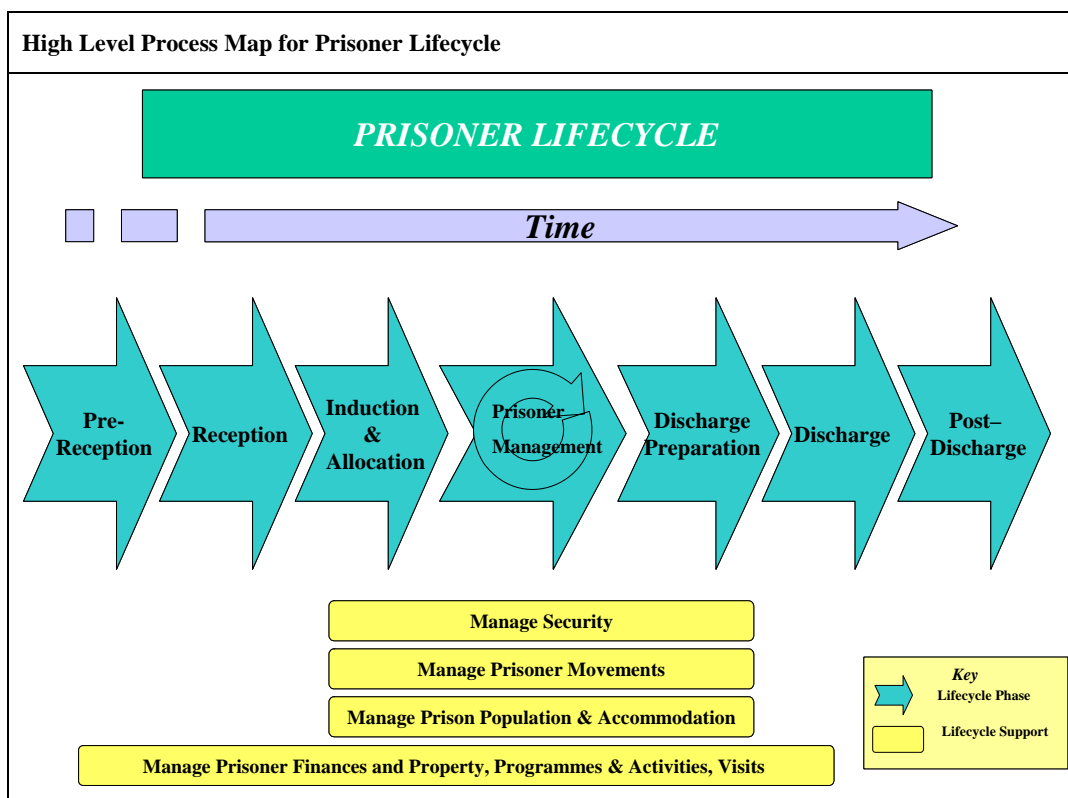 High Level Process Map for Prisoner Lifecycle
PRISONER LIFECYCLE
Time
Pre-
Reception
Reception
Induction
&
Allocation
Prisoner
Management
Discharge
Preparation
Discharge
Post–
Discharge
Manage Security
Manage Prisoner Movements
Manage Prison Population & Accommodation
Manage Prisoner Finances and Property, Programmes & Activities, Visits
Key
Lifecycle Phase
Lifecycle Support